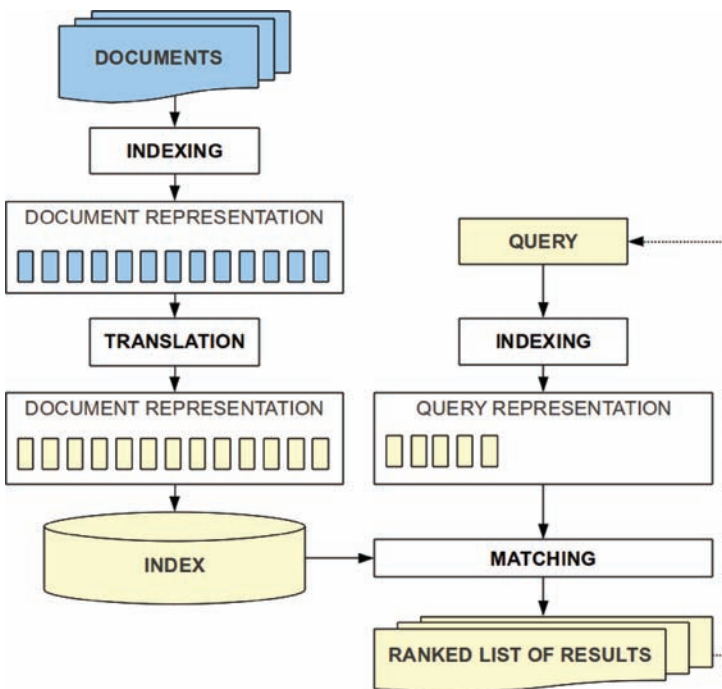 DOCUMENTS
INDEXING
DOCUMENT REPRESENTATION
TRANSLATION
DOCUMENT REPRESENTATION
INDEX
QUERY
INDEXING
QUERY REPRESENTATION
MATCHING
RANKED LIST OF RESULTS